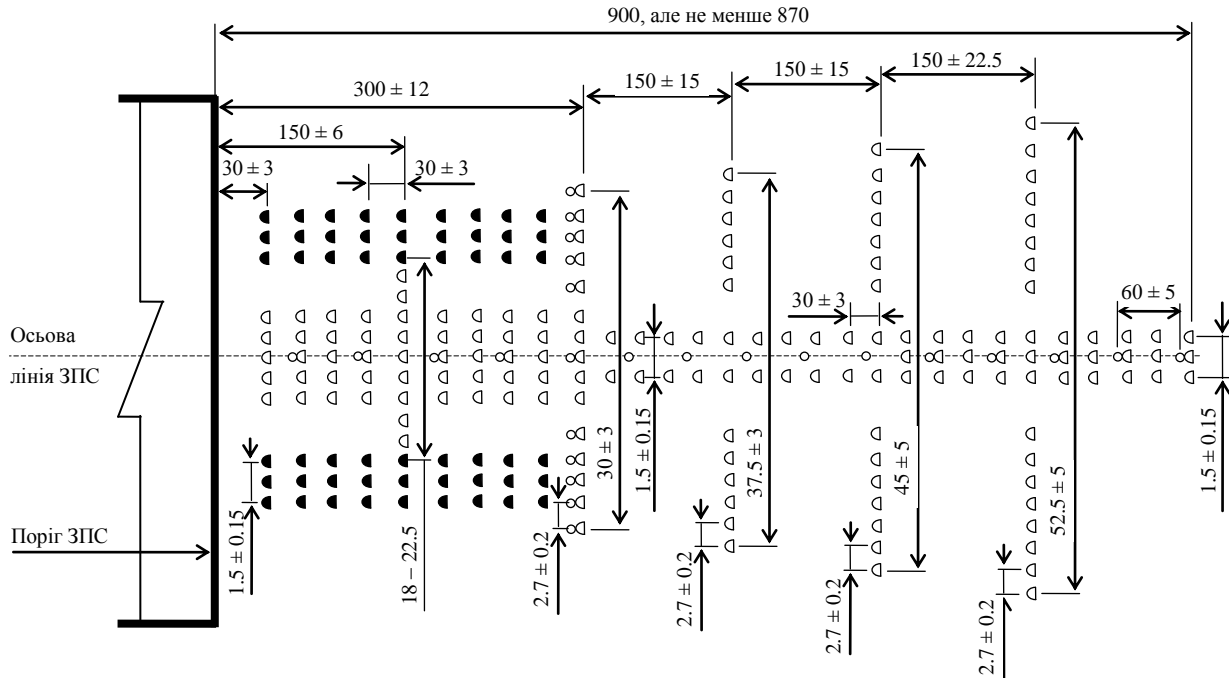 900, але не менше 870
150 ± 15
150 ± 15
150 ± 22.5
300 ± 12
150 ± 6
30 ± 3
30 ± 3
30 ± 3
60 ± 5
Осьова
лінія ЗПС
1.5 ± 0.15
1.5 ± 0.15
30 ± 3
37.5 ± 3
45 ± 5
52.5 ± 5
Поріг ЗПС
1.5 ± 0.15
18 – 22.5
2.7 ± 0.2
2.7 ± 0.2
2.7 ± 0.2
2.7 ± 0.2